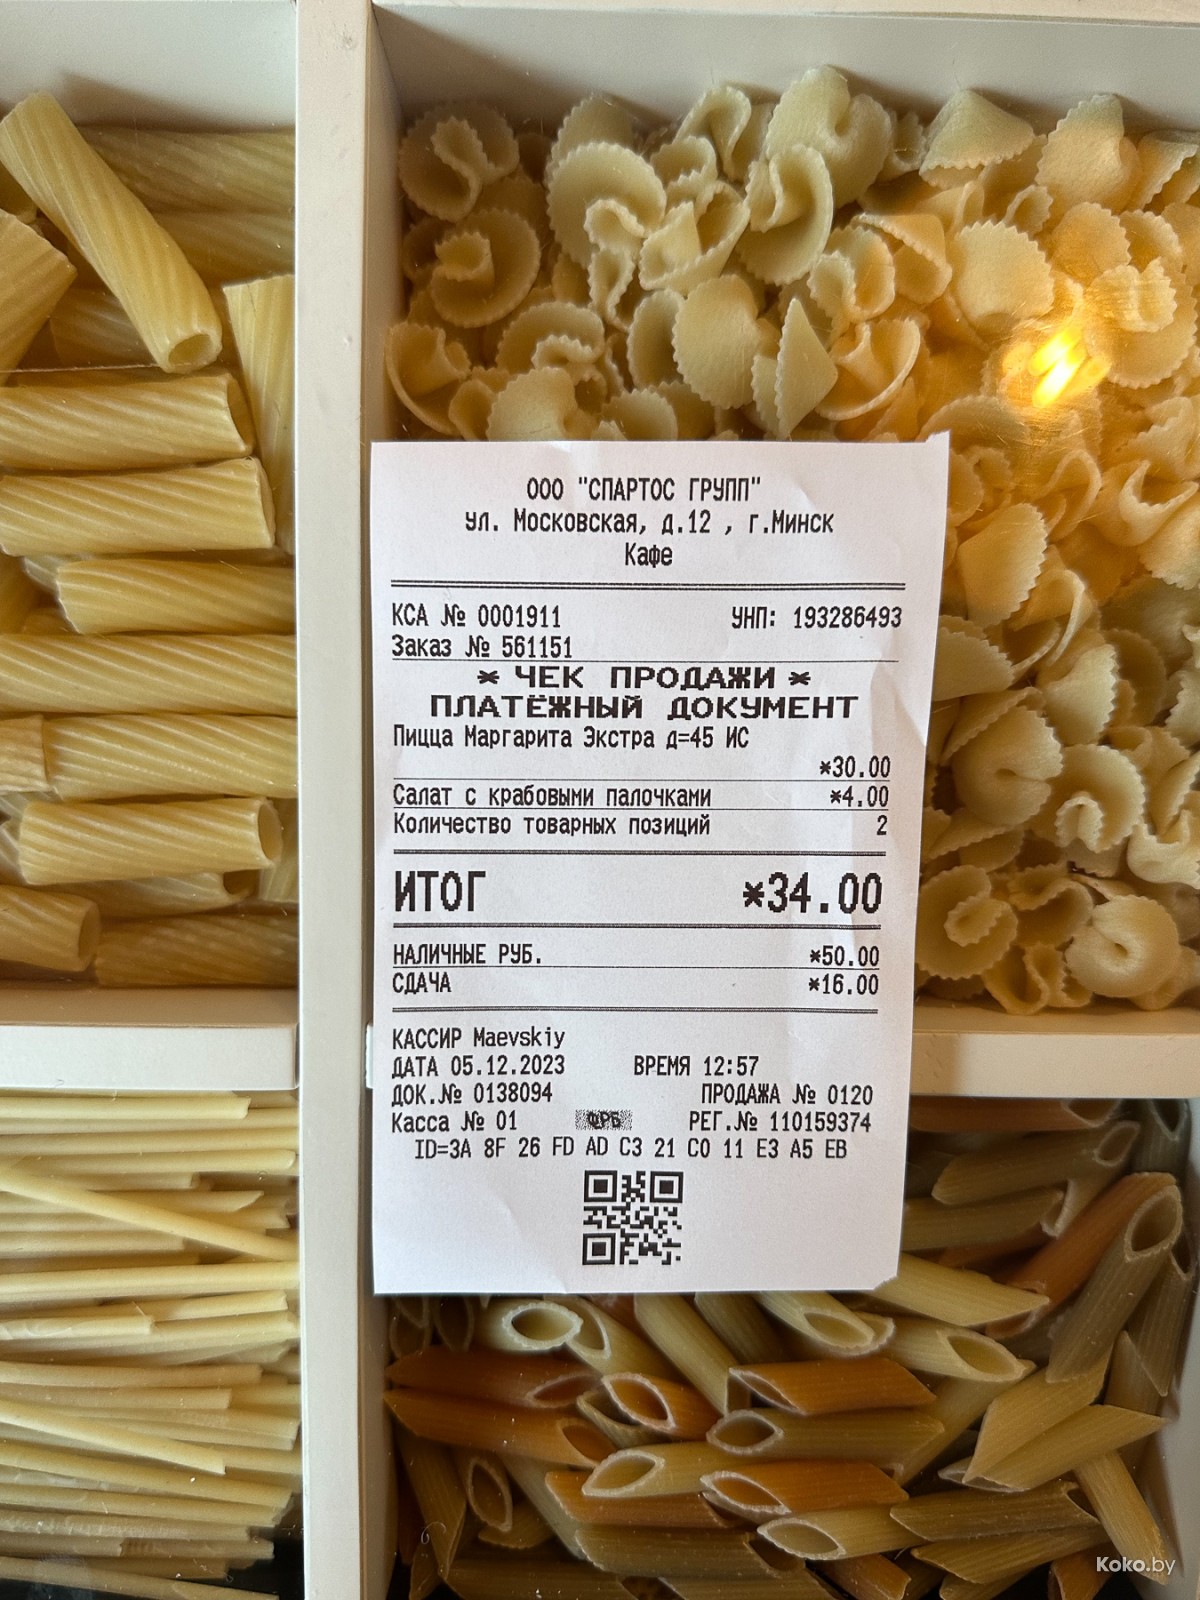 ООО "СПАРТОС ГРУПП"
ул. Московская, д.12 , г.Минск
Кафе
КСА № 0001911 УНП: 193286493
Заказ № 561151
* ЧЕК ПРОДАЖИ *
ПЛАТЁЖНЫЙ ДОКУМЕНТ
Пицца Маргарита Экстра д=45 ИС
*30.00
Салат с крабовыми палочками *4.00
Количество товарных позиций 2
ИТОГ *34.00
НАЛИЧНЫЕ РУБ. *50.00
СДАЧА *16.00
КАССИР Maevskiy
ДАТА 05.12.2023 ВРЕМЯ 12:57
ДОК.№ 0138094 ПРОДАЖА № 0120
Касса № 01 ФРБ РЕГ.№ 110159374
ID=3A 8F 26 FD AD C3 21 C0 11 E3 A5 EB
Koko.by